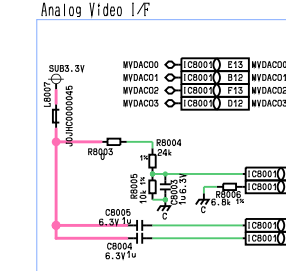 Analog Video I/F
SUB3.3V
MVDAC00 IC8001 E13 MVDAC00
MVDAC01 IC8001 B12 MVDAC01
MVDAC02 IC8001 F13 MVDAC02
MVDAC03 IC8001 D12 MVDAC03
L8007
J0JHC0000045
R8003
0
R8004
1%
24k
R8005
10k 1%
C8003
1u 6.3V
C
R8006
6.8k 1%
C
IC8001
IC8001
C8005
6.3V 1u
C8004
6.3V 1u
IC8001
IC8001